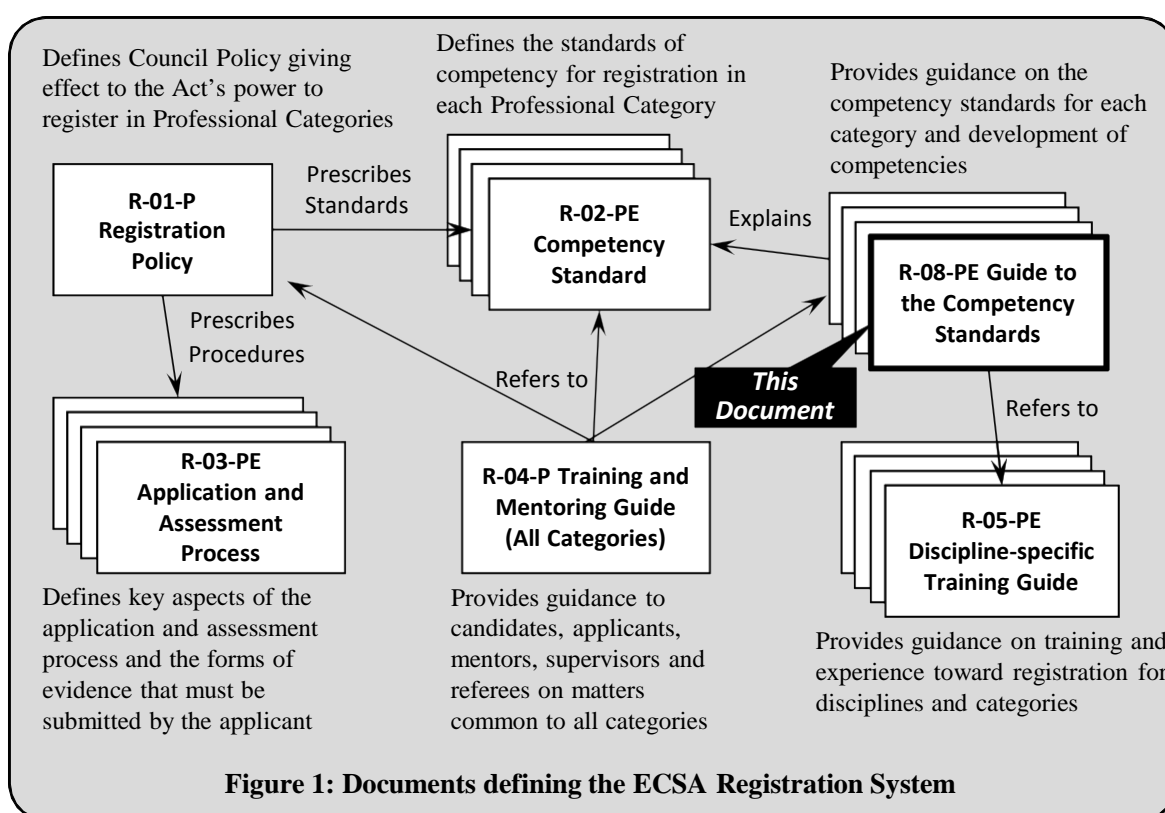 Defines Council Policy giving
effect to the Act's power to
register in Professional Categories
Defines the standards of
competency for registration in
each Professional Category
Provides guidance on the
competency standards for each
category and development of
competencies
R-01-P
Registration
Policy
Prescribes
Standards
R-02-PE
Competency
Standard
Explains
R-08-PE Guide to
the Competency
Standards
Prescribes
Procedures
Refers to
This
Document
Refers to
R-03-PE
Application and
Assessment
Process
R-04-P Training and
Mentoring Guide
(All Categories)
R-05-PE
Discipline-specific
Training Guide
Defines key aspects of the
application and assessment
process and the forms of
evidence that must be
submitted by the applicant
Provides guidance to
candidates, applicants,
mentors, supervisors and
referees on matters
common to all categories
Provides guidance on training and
experience toward registration for
disciplines and categories
Figure 1: Documents defining the ECSA Registration System